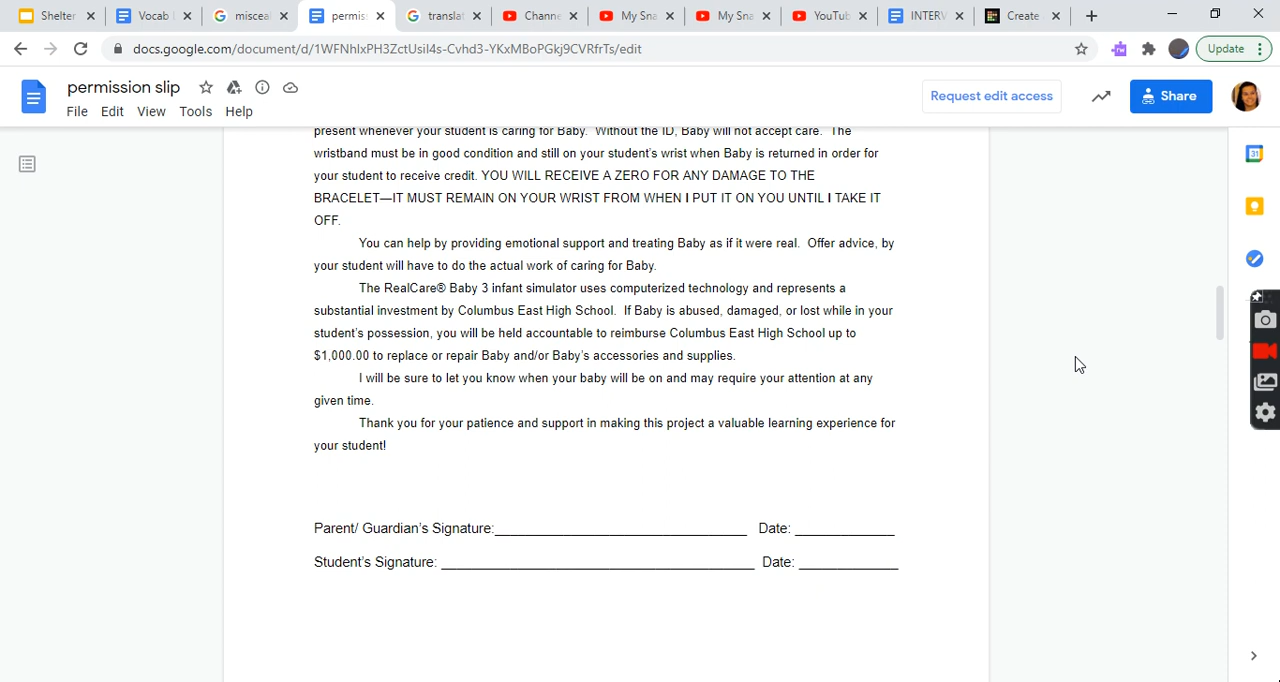 Shelter
Vocab L
misceal
permiss
translat
Channe
My Sna
My Sna
YouTub
INTERV
Create
docs.google.com/document/d/1WFNhlxPH3ZctUsil4s-Cvhd3-YKxMBoPGkj9CVRfrTs/edit
Update
permission slip
File Edit View Tools Help
Request edit access
Share
31
present whenever your student is caring for Baby. Without the ID, Baby will not accept care. The
wristband must be in good condition and still on your student's wrist when Baby is returned in order for
your student to receive credit. YOU WILL RECEIVE A ZERO FOR ANY DAMAGE TO THE
BRACELET—IT MUST REMAIN ON YOUR WRIST FROM WHEN I PUT IT ON YOU UNTIL I TAKE IT
OFF.
You can help by providing emotional support and treating Baby as if it were real. Offer advice, by
your student will have to do the actual work of caring for Baby.
The RealCare® Baby 3 infant simulator uses computerized technology and represents a
substantial investment by Columbus East High School. If Baby is abused, damaged, or lost while in your
student's possession, you will be held accountable to reimburse Columbus East High School up to
$1,000.00 to replace or repair Baby and/or Baby's accessories and supplies.
I will be sure to let you know when your baby will be on and may require your attention at any
given time.
Thank you for your patience and support in making this project a valuable learning experience for
your student!
Parent/ Guardian's Signature:________________________________ Date: ____________
Student's Signature: ________________________________________ Date: ____________